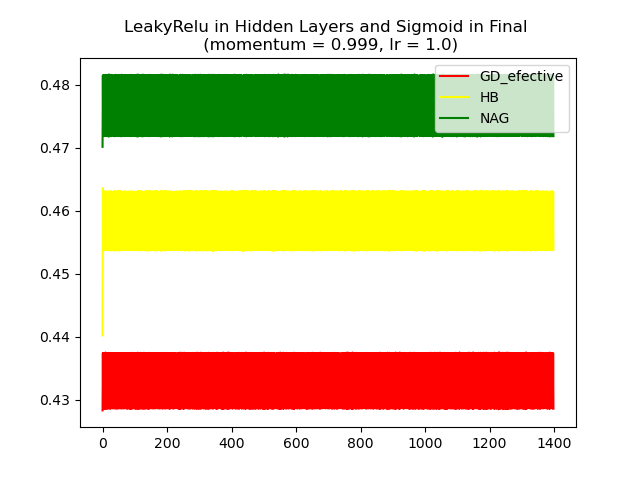 LeakyRelu in Hidden Layers and Sigmoid in Final
(momentum = 0.999, lr = 1.0)
GD_efective
HB
NAG
0.48
0.47
0.46
0.45
0.44
0.43
0 200 400 600 800 1000 1200 1400